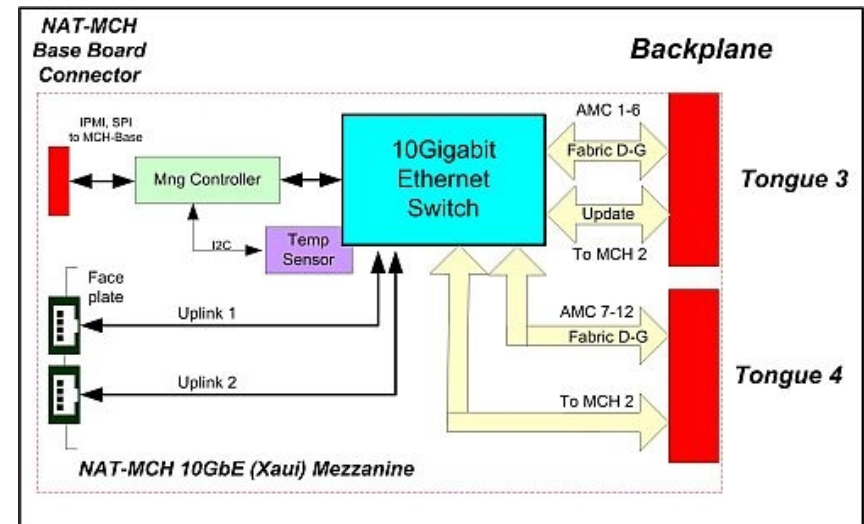 NAT-MCH
Base Board
Connector
Backplane
IPMI, SPI
to MCH-Base
Mng Controller
I2C
Temp
Sensor
10Gigabit
Ethernet
Switch
AMC 1-6
Fabric D-G
Update
To MCH 2
Tongue 3
Face
plate
Uplink 1
Uplink 2
AMC 7-12
Fabric D-G
To MCH 2
Tongue 4
NAT-MCH 10GbE (Xaui) Mezzanine